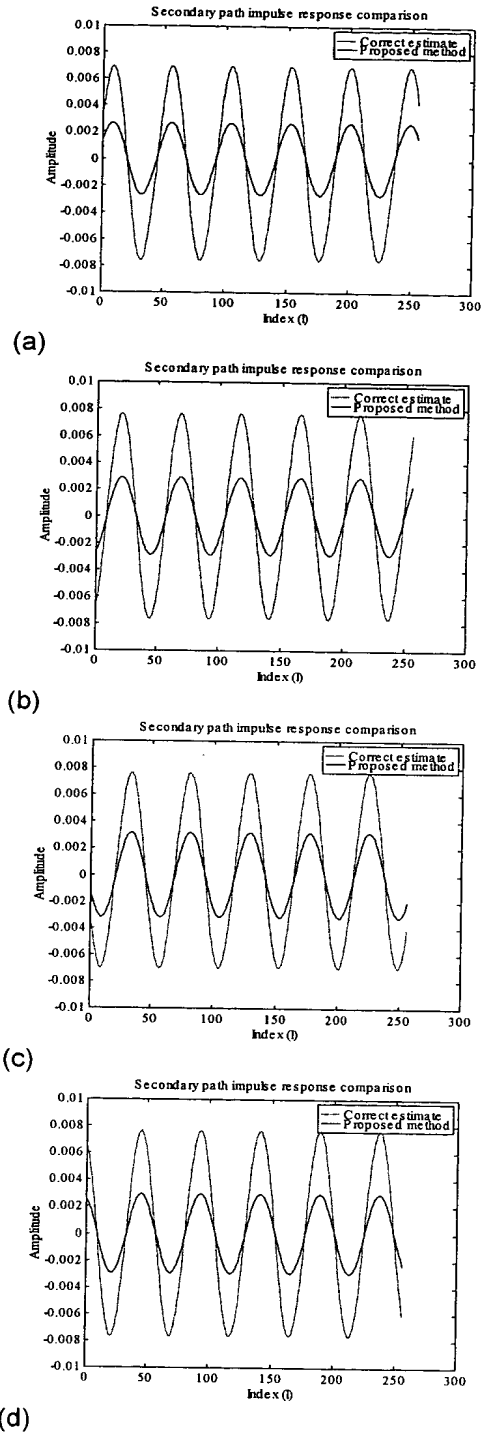 Secondary path impulse response comparison
0.01
Correct estimate
0.008
Proposed method
0.006
0.004
0.002
Amplitude
0
-0.002
-0.004
-0.006
-0.008
-0.01
0 50 100 150 200 250 300
Index (l)
(a)
Secondary path impulse response comparison
0.01
Correct estimate
0.008
Proposed method
0.006
0.004
0.002
Amplitude
0
-0.002
-0.004
-0.006
-0.008
-0.01
0 50 100 150 200 250 300
Index (l)
(b)
Secondary path impulse response comparison
0.01
Correct estimate
0.008
Proposed method
0.006
0.004
0.002
Amplitude
0
-0.002
-0.004
-0.006
-0.008
-0.01
0 50 100 150 200 250 300
Index (l)
(c)
Secondary path impulse response comparison
0.01
Correct estimate
0.008
Proposed method
0.006
0.004
0.002
Amplitude
0
-0.002
-0.004
-0.006
-0.008
-0.01
0 50 100 150 200 250 300
Index (l)
(d)